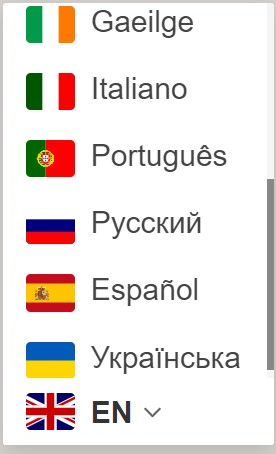 Gaeilge
Italiano
Português
Русский
Español
Українська
EN